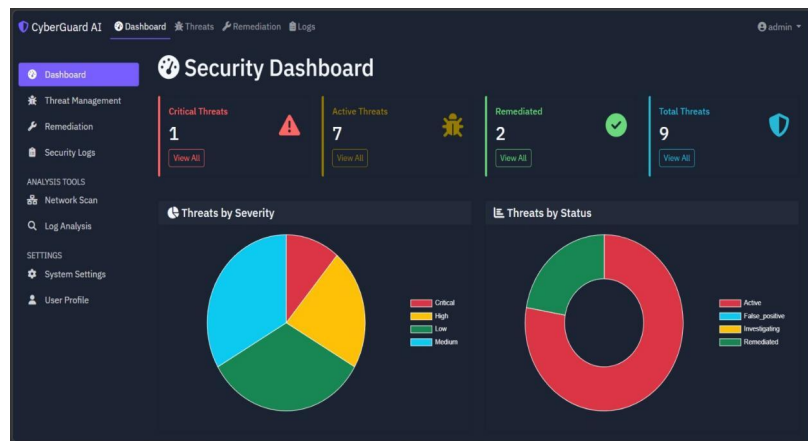 CyberGuard AI Dashboard Threats Remediation Logs admin
Security Dashboard
Dashboard
Threat Management
Remediation
Security Logs
ANALYSIS TOOLS
Network Scan
Log Analysis
SETTINGS
System Settings
User Profile
Critical Threats
1
View All
Active Threats
7
View All
Remediated
2
View All
Total Threats
9
View All
Threats by Severity
Critical
High
Low
Medium
Threats by Status
Active
False_positive
Investigating
Remediated